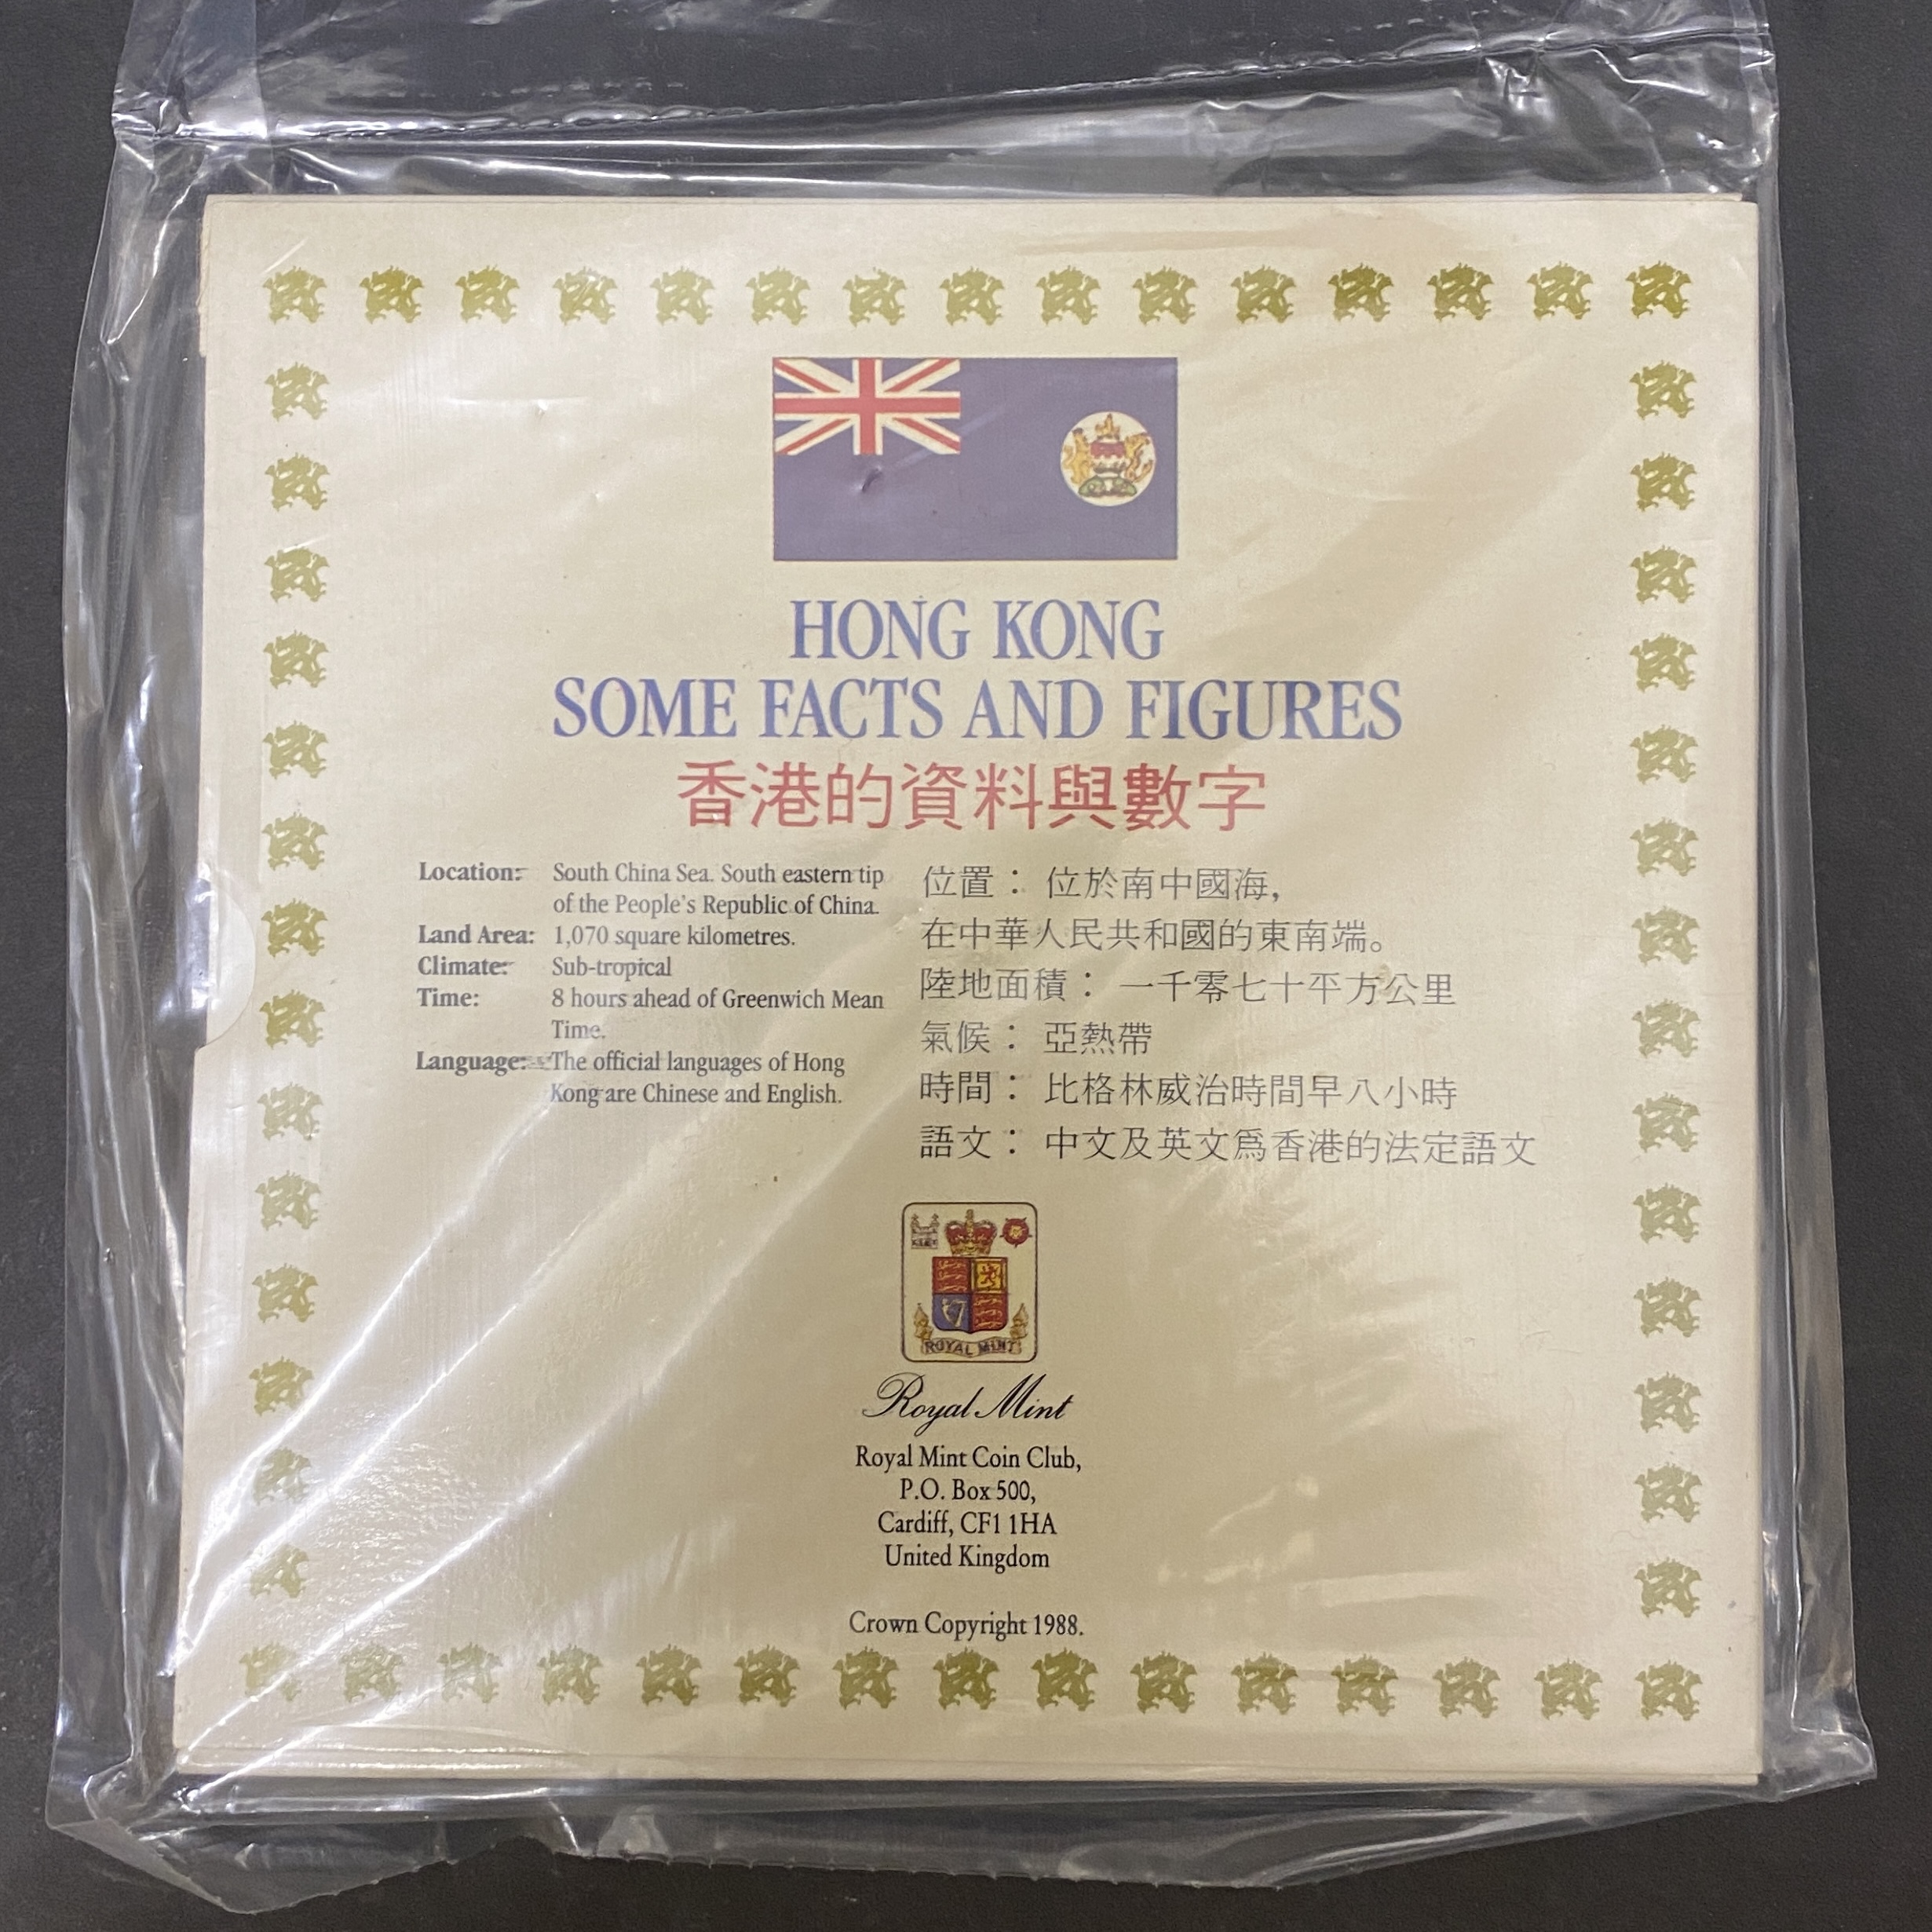 HONG KONG
SOME FACTS AND FIGURES
香港的資料與數字
Location: South China Sea. South eastern tip
of the People's Republic of China.
Land Area: 1,070 square kilometres.
Climate: Sub-tropical
Time: 8 hours ahead of Greenwich Mean
Time.
Language: The official languages of Hong
Kong are Chinese and English.
位置： 位於南中國海,
在中華人民共和國的東南端。
陸地面積： 一千零七十平方公里
氣候： 亞熱帶
時間： 比格林威治時間早八小時
語文： 中文及英文爲香港的法定語文
ROYAL MINT
Royal Mint
Royal Mint Coin Club,
P.O. Box 500,
Cardiff, CF1 1HA
United Kingdom
Crown Copyright 1988.